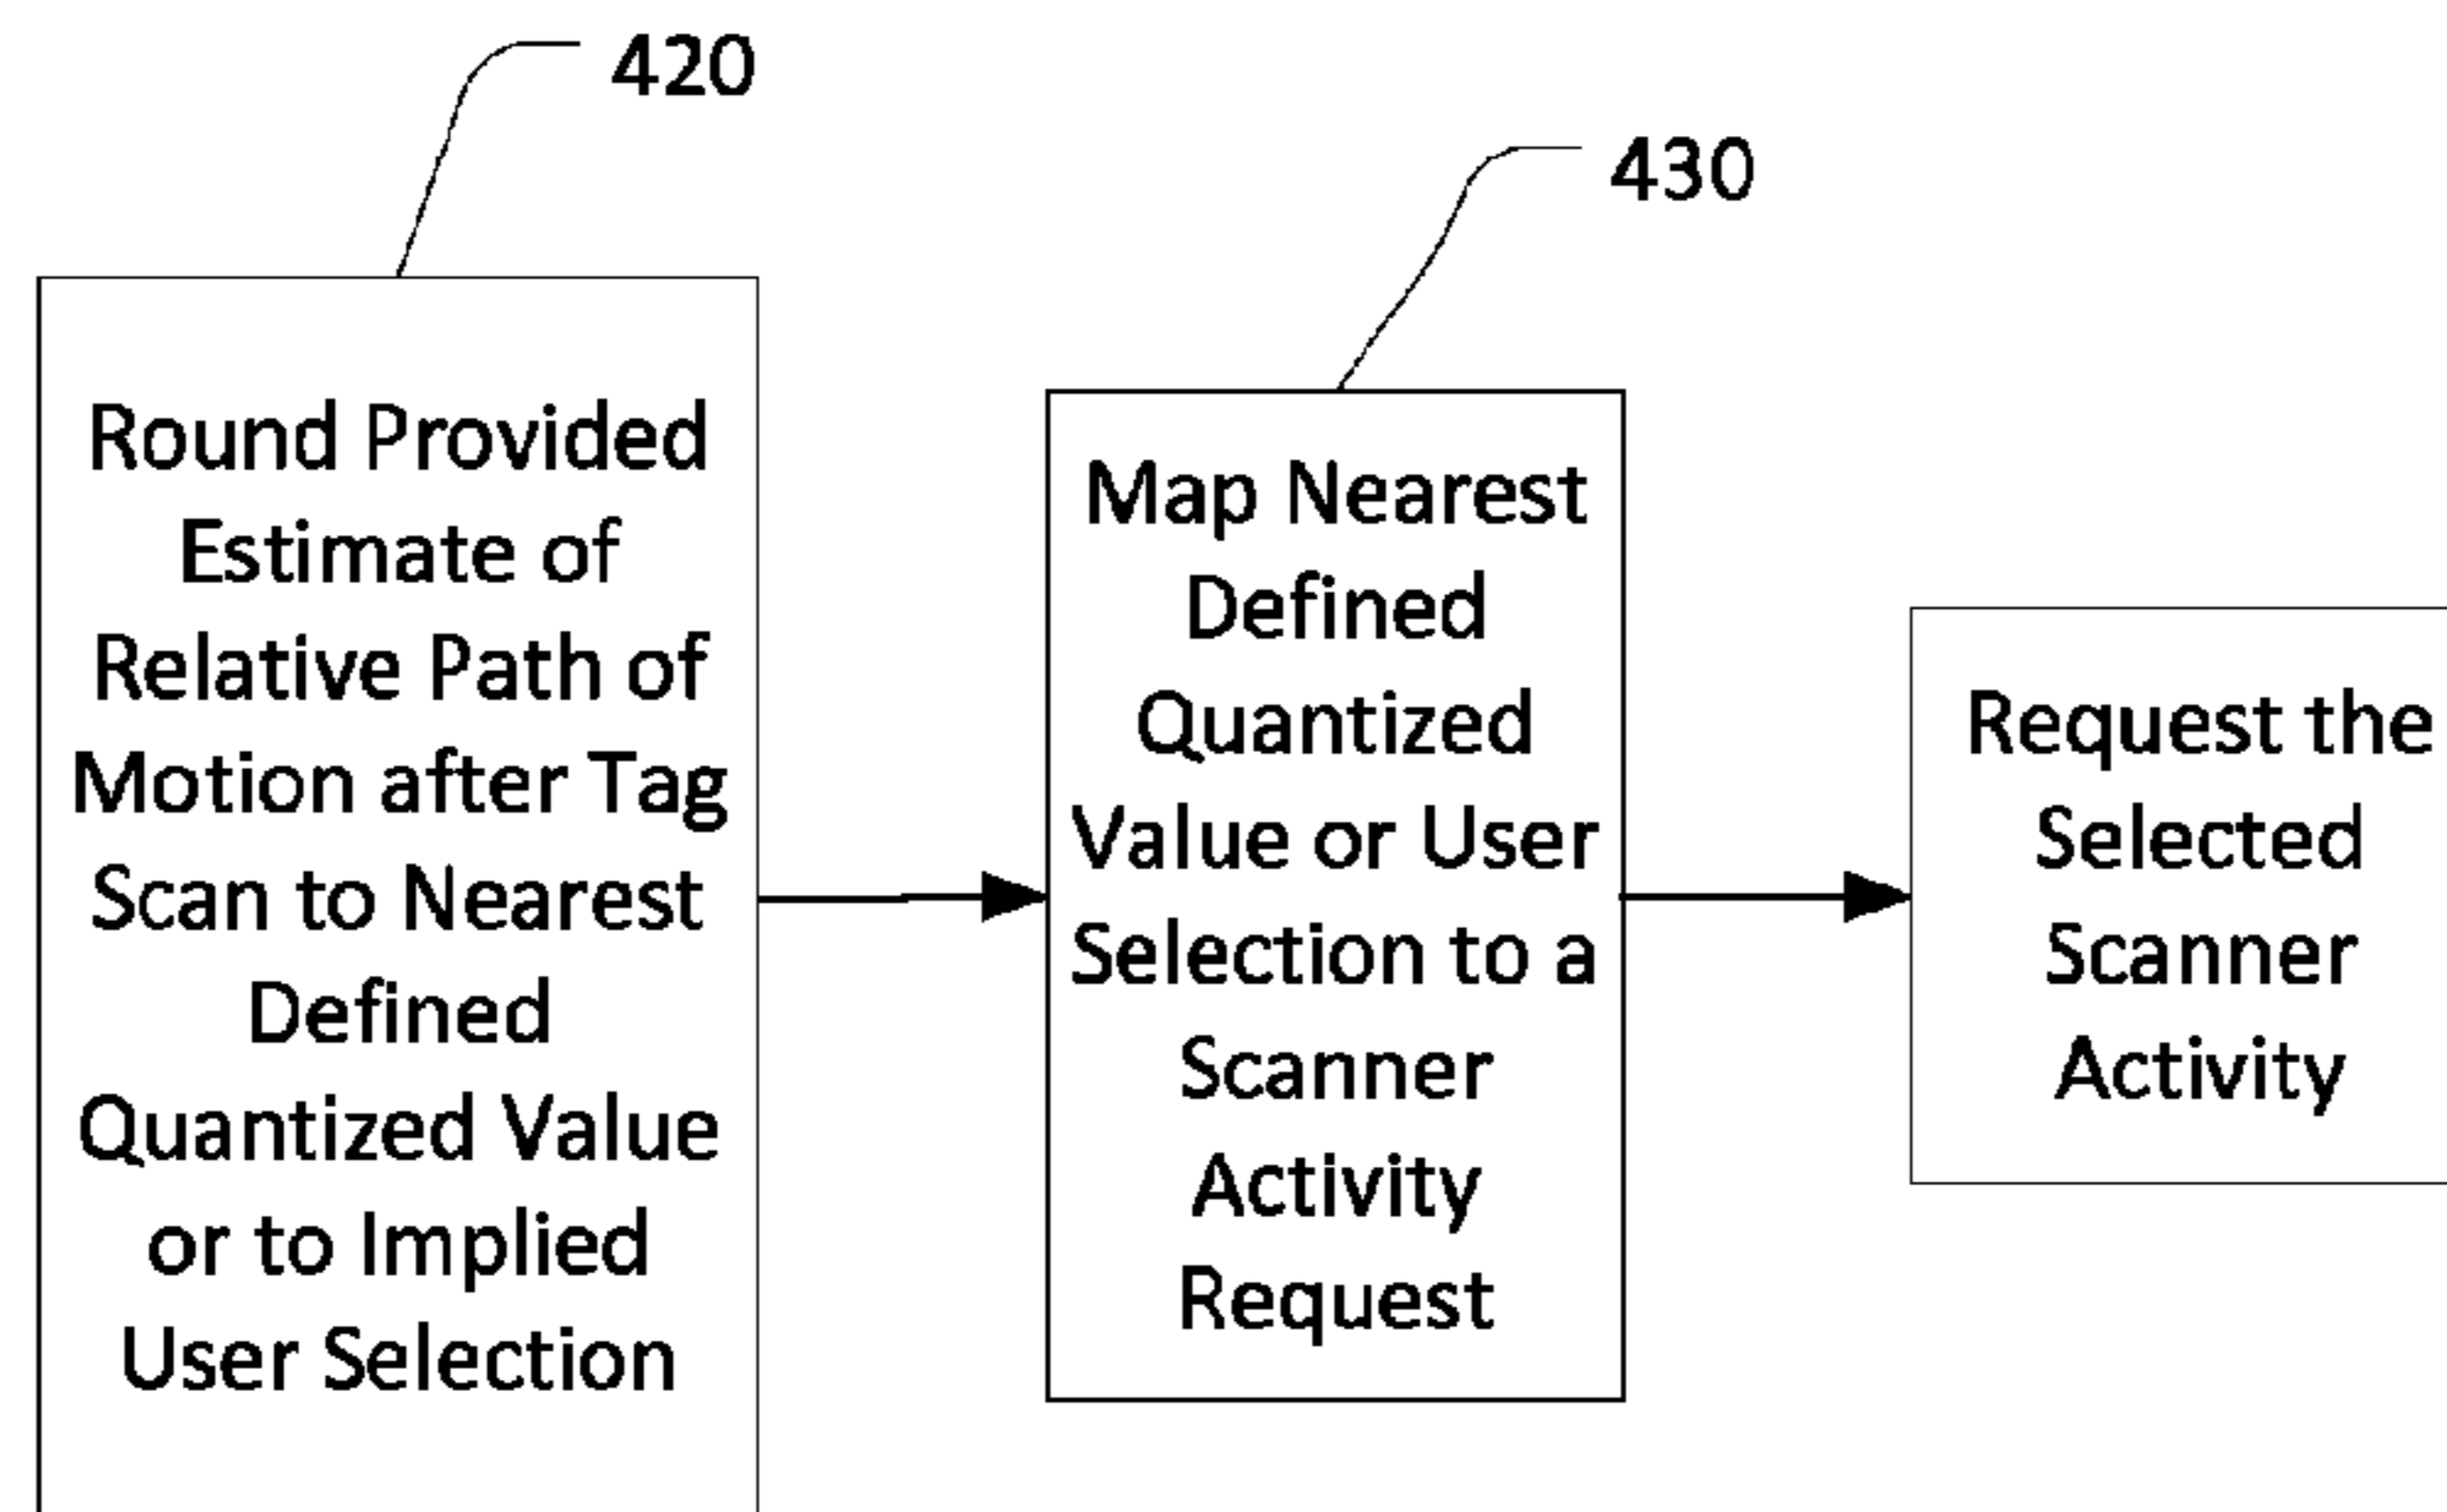 420
430
Round Provided
Estimate of
Relative Path of
Motion after Tag
Scan to Nearest
Defined
Quantized Value
or to Implied
User Selection
Map Nearest
Defined
Quantized
Value or User
Selection to a
Scanner
Activity
Request
Request the
Selected
Scanner
Activity